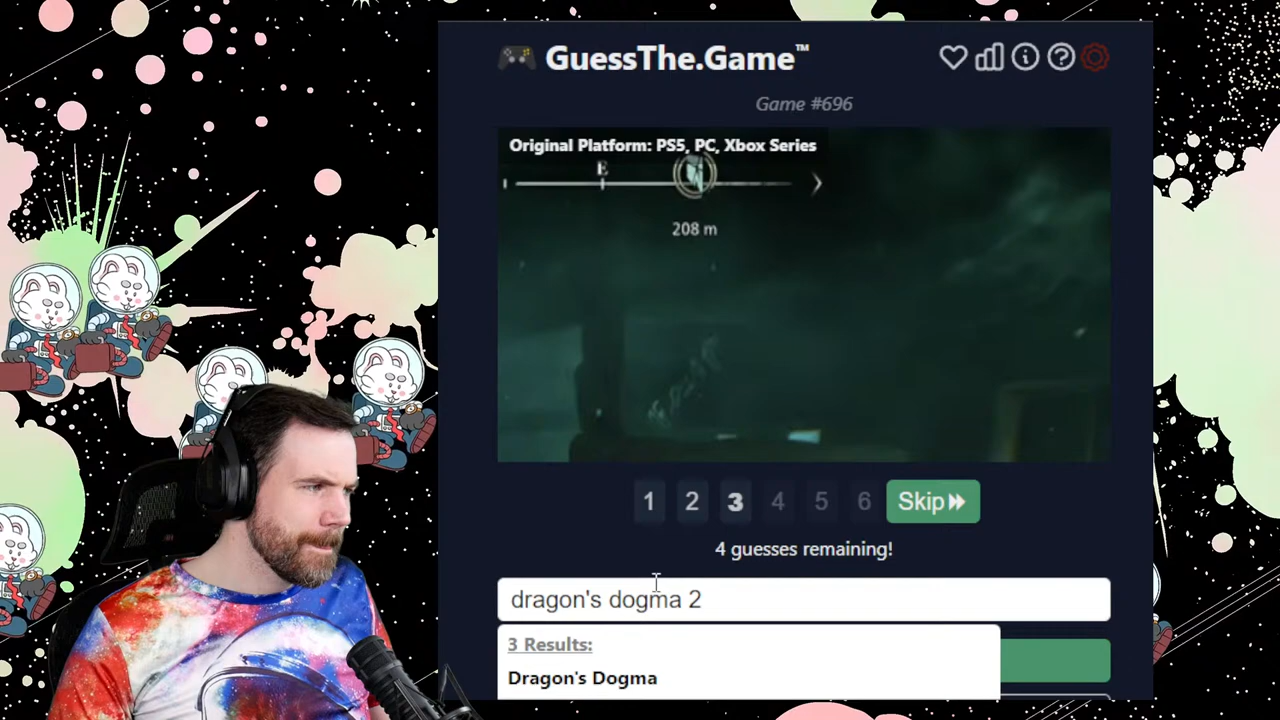 GuessThe.Game™
Game #696
Original Platform: PS5, PC, Xbox Series
E
208 m
1 2 3 4 5 6 Skip
4 guesses remaining!
dragon's dogma 2
3 Results:
Dragon's Dogma